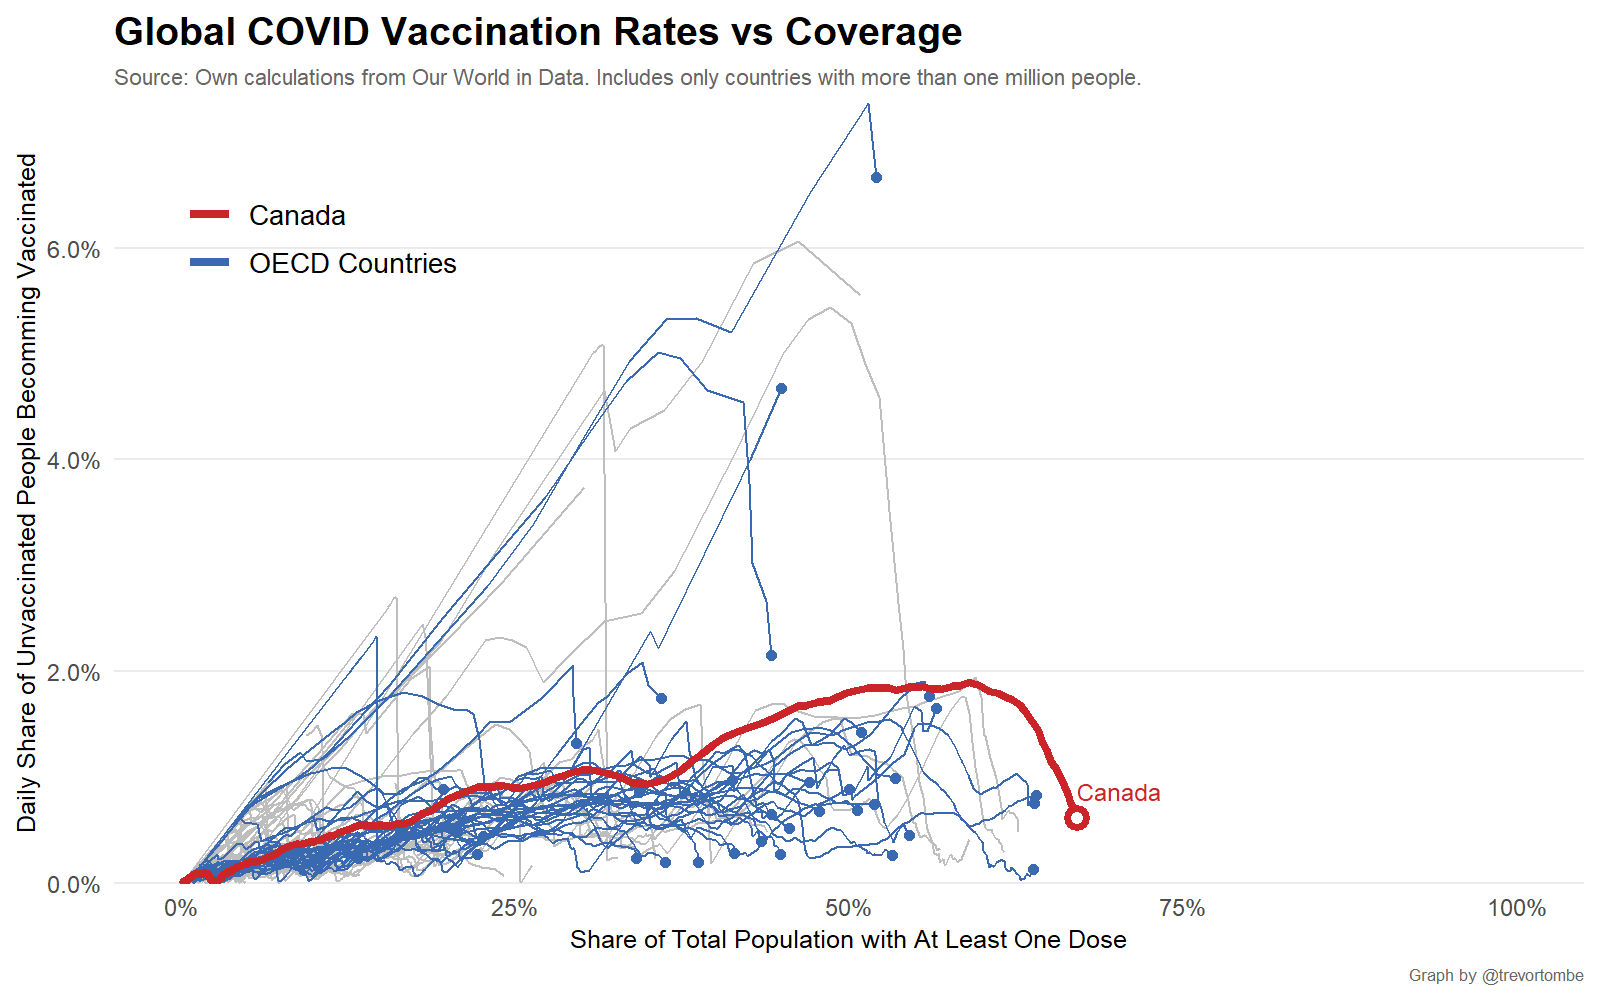 Global COVID Vaccination Rates vs Coverage
Source: Own calculations from Our World in Data. Includes only countries with more than one million people.
Daily Share of Unvaccinated People Becomming Vaccinated
Canada
OECD Countries
6.0%
4.0%
2.0%
0.0%
Canada
0%
25%
50%
75%
100%
Share of Total Population with At Least One Dose
Graph by @trevortombe